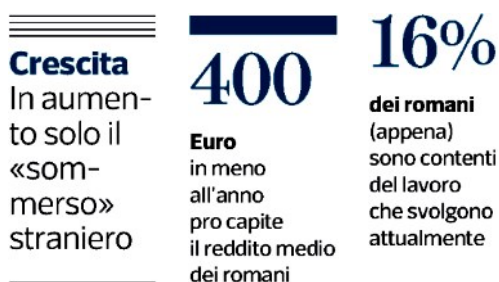 Crescita
In aumen-
to solo il
«som-
merso»
straniero
400
Euro
in meno
all'anno
pro capite
il reddito medio
dei romani
16%
dei romani
(appena)
sono contenti
del lavoro
che svolgono
attualmente